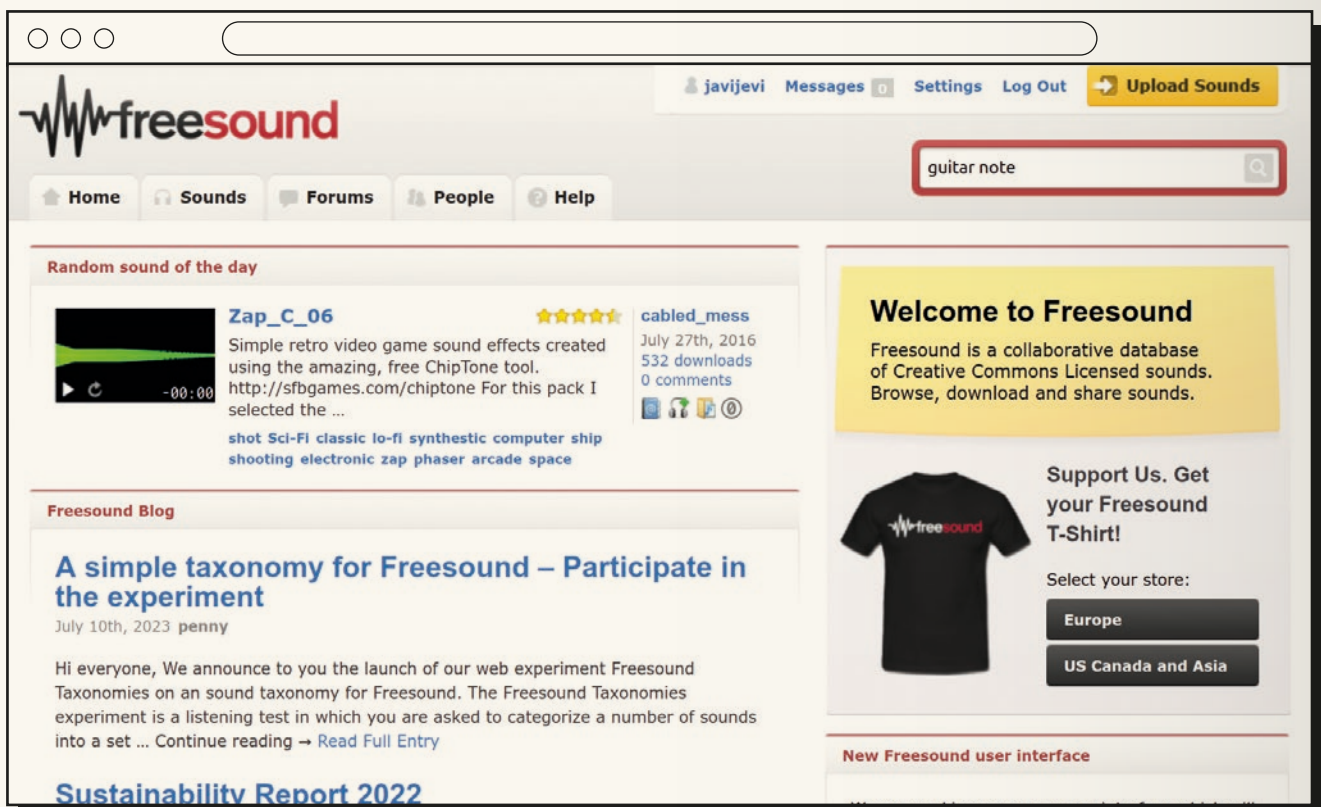 javijevi Messages 0 Settings Log Out Upload Sounds
freesound
guitar note
Home Sounds Forums People Help
Random sound of the day
Zap_C_06
Simple retro video game sound effects created
using the amazing, free ChipTone tool.
http://sfbgames.com/chiptone For this pack I
selected the ...
shot Sci-Fi classic lo-fi synthestic computer ship
shooting electronic zap phaser arcade space
-00:00
cabled_mess
July 27th, 2016
532 downloads
0 comments
0
Freesound Blog
A simple taxonomy for Freesound – Participate in
the experiment
July 10th, 2023 penny
Hi everyone, We announce to you the launch of our web experiment Freesound
Taxonomies on an sound taxonomy for Freesound. The Freesound Taxonomies
experiment is a listening test in which you are asked to categorize a number of sounds
into a set ... Continue reading → Read Full Entry
Sustainability Report 2022
Welcome to Freesound
Freesound is a collaborative database
of Creative Commons Licensed sounds.
Browse, download and share sounds.
freesound
Support Us. Get
your Freesound
T-Shirt!
Select your store:
Europe
US Canada and Asia
New Freesound user interface